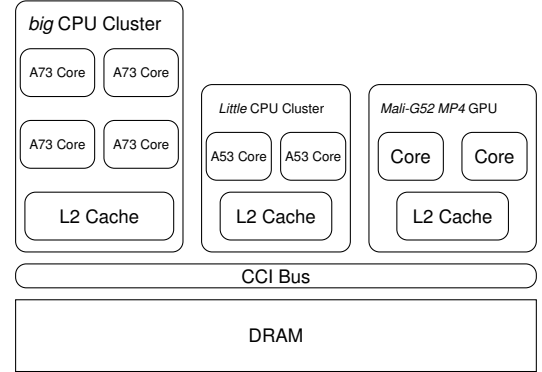 big CPU Cluster
A73 Core A73 Core
A73 Core A73 Core
L2 Cache
Little CPU Cluster
A53 Core A53 Core
L2 Cache
Mali-G52 MP4 GPU
Core Core
L2 Cache
CCI Bus
DRAM